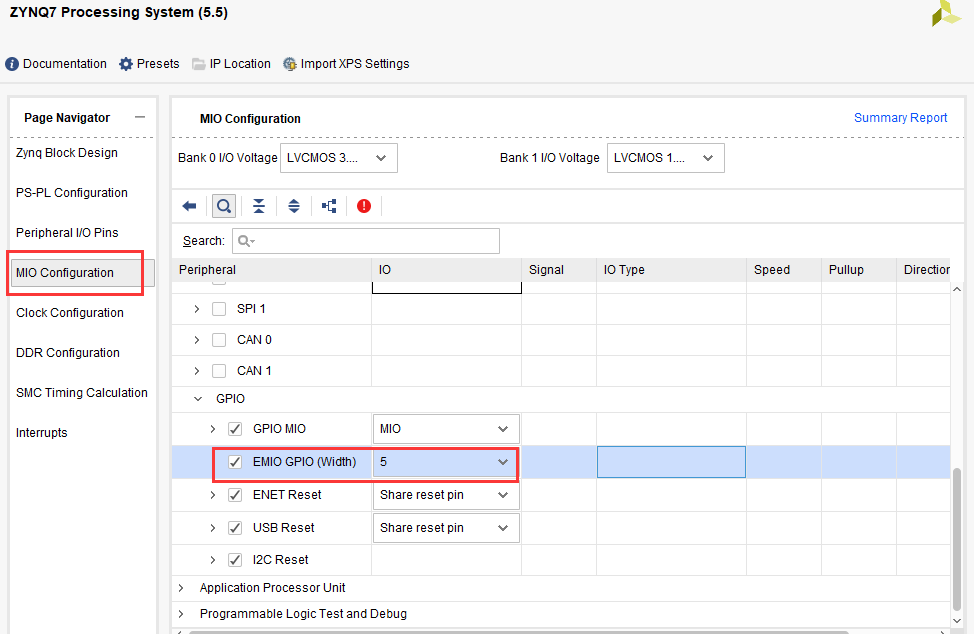 ZYNQ7 Processing System (5.5)
Documentation Presets IP Location Import XPS Settings
Page Navigator
Zynq Block Design
PS-PL Configuration
Peripheral I/O Pins
MIO Configuration
Clock Configuration
DDR Configuration
SMC Timing Calculation
Interrupts
MIO Configuration Summary Report
Bank 0 I/O Voltage LVCMOS 3.... Bank 1 I/O Voltage LVCMOS 1....
Search:
Peripheral IO Signal IO Type Speed Pullup Direction
SPI 1
CAN 0
CAN 1
GPIO
GPIO MIO MIO
EMIO GPIO (Width) 5
ENET Reset Share reset pin
USB Reset Share reset pin
I2C Reset
Application Processor Unit
Programmable Logic Test and Debug